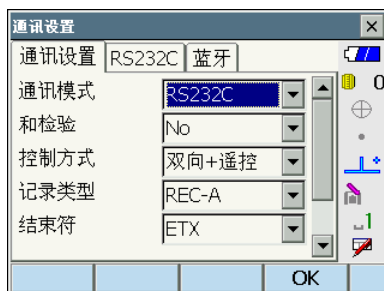 通讯设置
通讯设置 RS232C 蓝牙
通讯模式 RS232C
和检验 No
控制方式 双向+遥控
记录类型 REC-A
结束符 ETX
0
1
OK